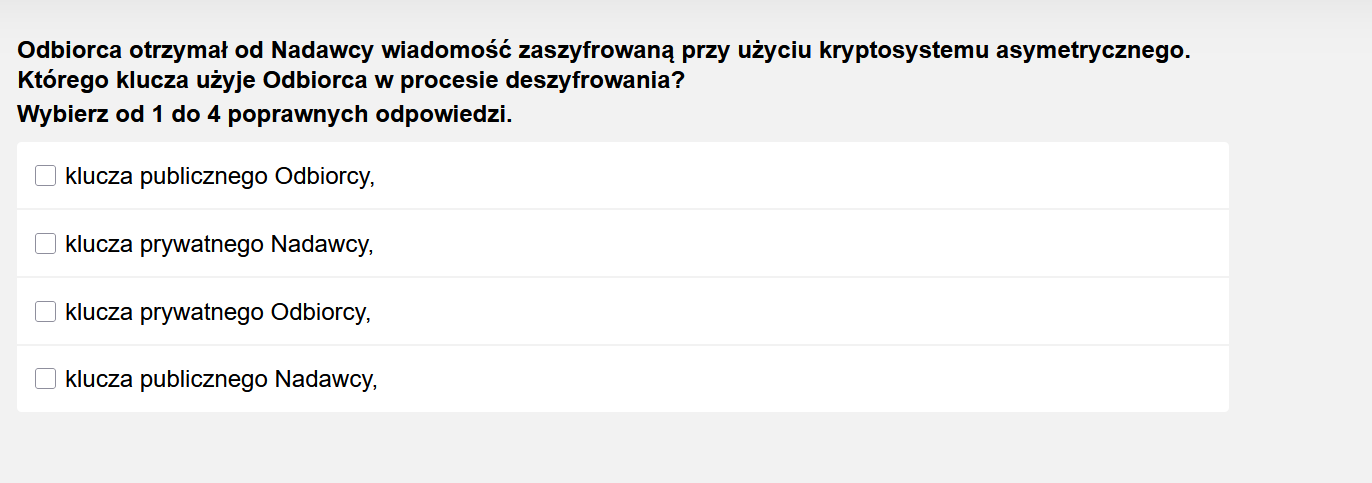 Odbiorca otrzymał od Nadawcy wiadomość zaszyfrowaną przy użyciu kryptosystemu asymetrycznego.
Którego klucza użyje Odbiorca w procesie deszyfrowania?
Wybierz od 1 do 4 poprawnych odpowiedzi.
klucza publicznego Odbiorcy,
klucza prywatnego Nadawcy,
klucza prywatnego Odbiorcy,
klucza publicznego Nadawcy,